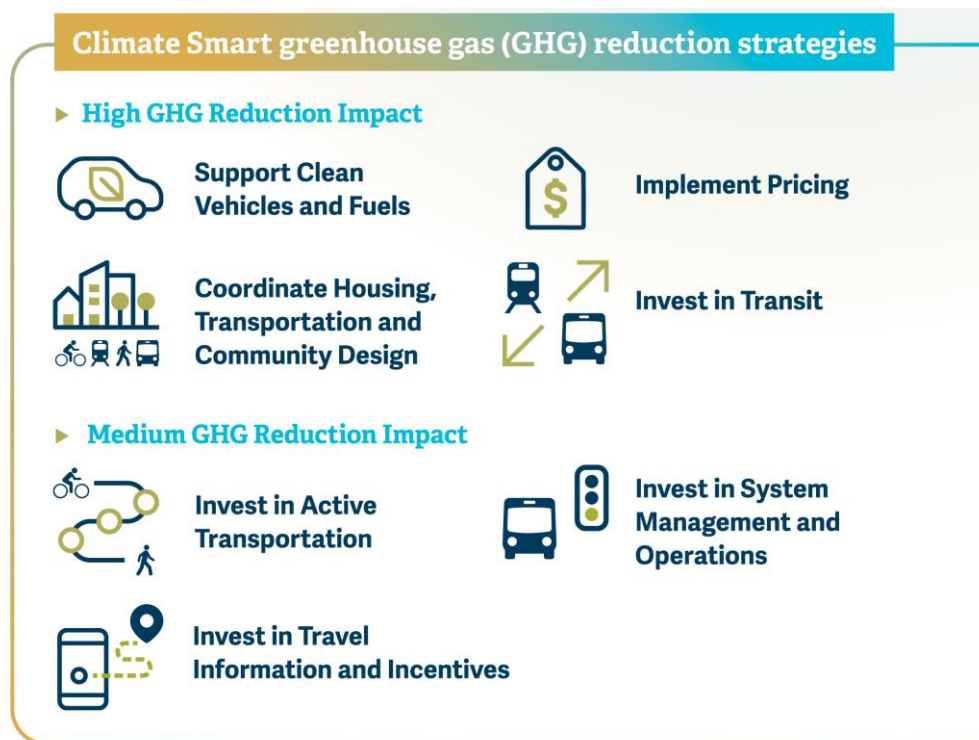 Climate Smart greenhouse gas (GHG) reduction strategies
High GHG Reduction Impact
Support Clean
Vehicles and Fuels
Implement Pricing
$
Coordinate Housing,
Transportation and
Community Design
Invest in Transit
Medium GHG Reduction Impact
Invest in Active
Transportation
Invest in System
Management and
Operations
Invest in Travel
Information and Incentives